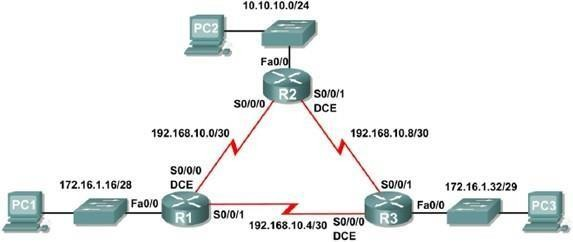 10.10.10.0/24
PC2
Fa0/0
R2
S0/0/0
S0/0/1
DCE
192.168.10.0/30
192.168.10.8/30
S0/0/0
DCE
S0/0/1
172.16.1.16/28
172.16.1.32/29
PC1
Fa0/0
R1
S0/0/1
192.168.10.4/30
S0/0/0
DCE
R3
Fa0/0
PC3